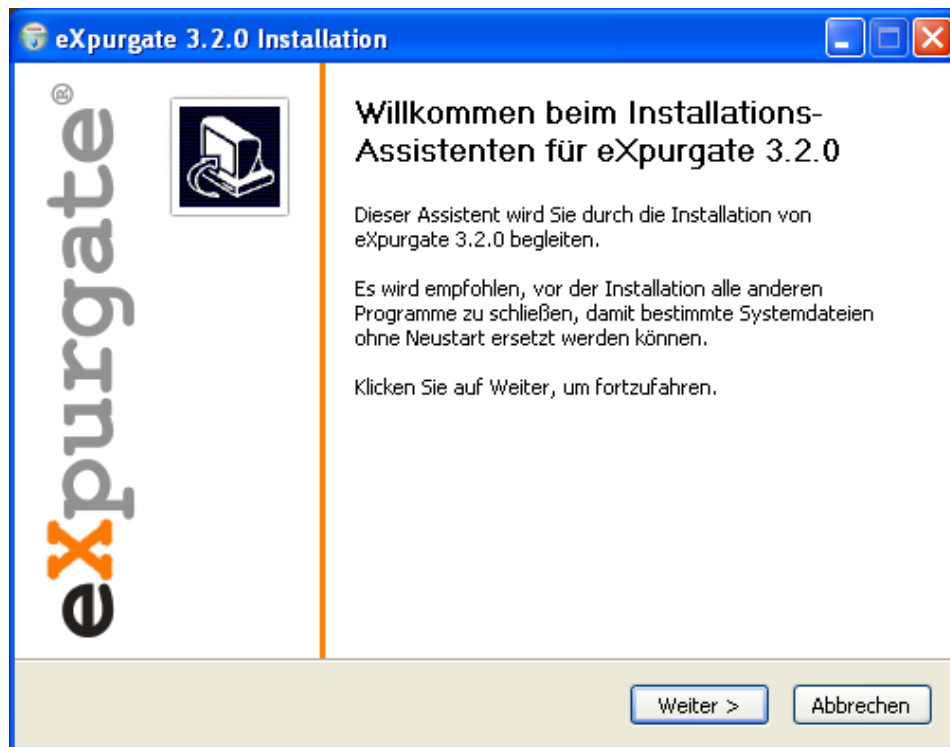 eXpurgate 3.2.0 Installation
eXpurgate®
Willkommen beim Installations-
Assistenten für eXpurgate 3.2.0
Dieser Assistent wird Sie durch die Installation von
eXpurgate 3.2.0 begleiten.
Es wird empfohlen, vor der Installation alle anderen
Programme zu schließen, damit bestimmte Systemdateien
ohne Neustart ersetzt werden können.
Klicken Sie auf Weiter, um fortzufahren.
Weiter >
Abbrechen